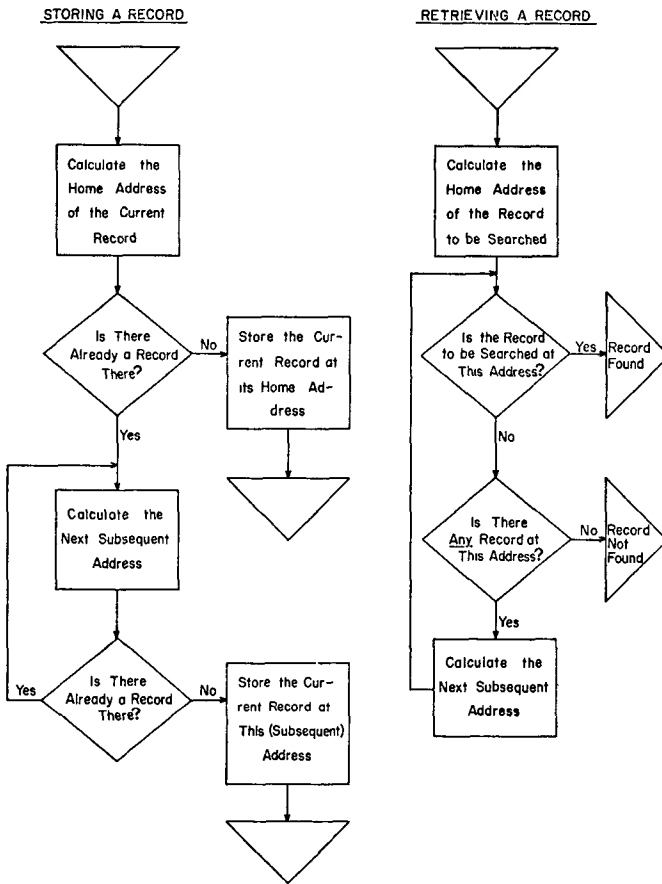 STORING A RECORD
Calculate the
Home Address
of the Current
Record
Is There
Already a Record
There?
No
Store the Cur-
rent Record at
its Home Ad-
dress
Yes
Calculate the
Next Subsequent
Address
Is There
Already a Record
There?
Yes
No
Store the Cur-
rent Record at
This (Subsequent)
Address
RETRIEVING A RECORD
Calculate the
Home Address
of the Record
to be Searched
Is the Record
to be Searched at
This Address?
Yes
Record
Found
No
Is There
Any Record at
This Address?
No
Record
Not
Found
Yes
Calculate the
Next Subsequent
Address